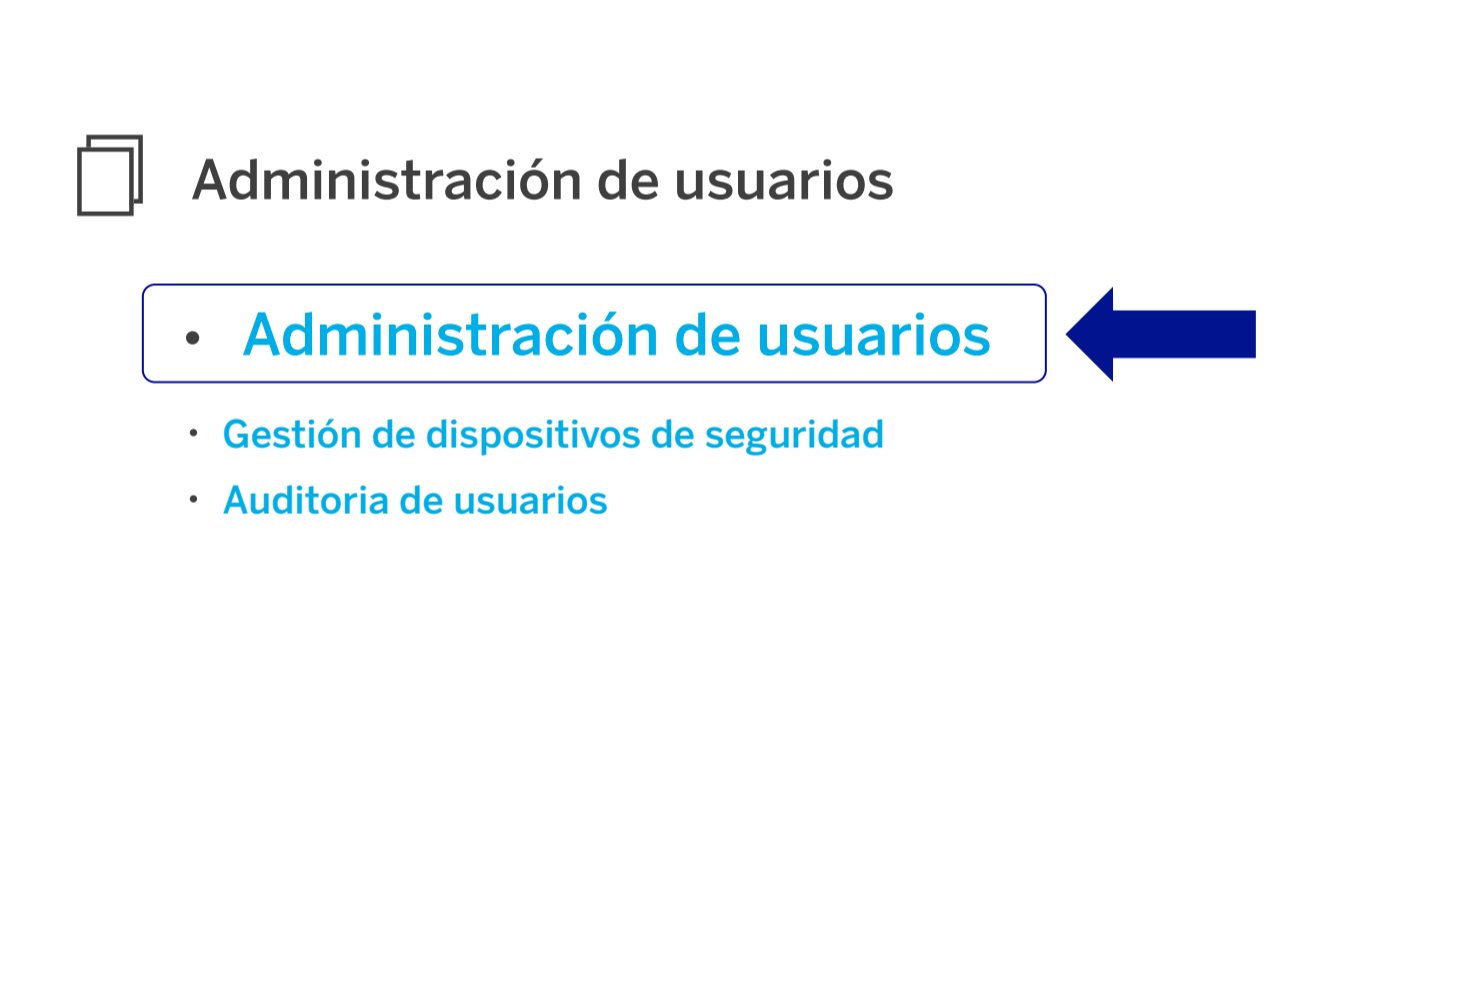 Administración de usuarios
• Administración de usuarios
• Gestión de dispositivos de seguridad
• Auditoria de usuarios